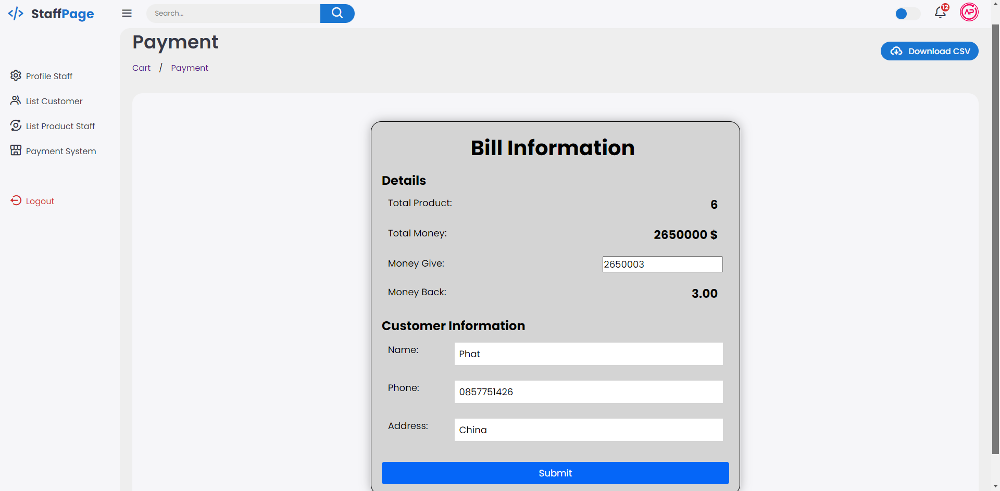 StaffPage
Search...
12
AP
Payment
Download CSV
Cart / Payment
Profile Staff
List Customer
List Product Staff
Payment System
Logout
Bill Information
Details
Total Product: 6
Total Money: 2650000 $
Money Give: 2650003
Money Back: 3.00
Customer Information
Name: Phat
Phone: 0857751426
Address: China
Submit